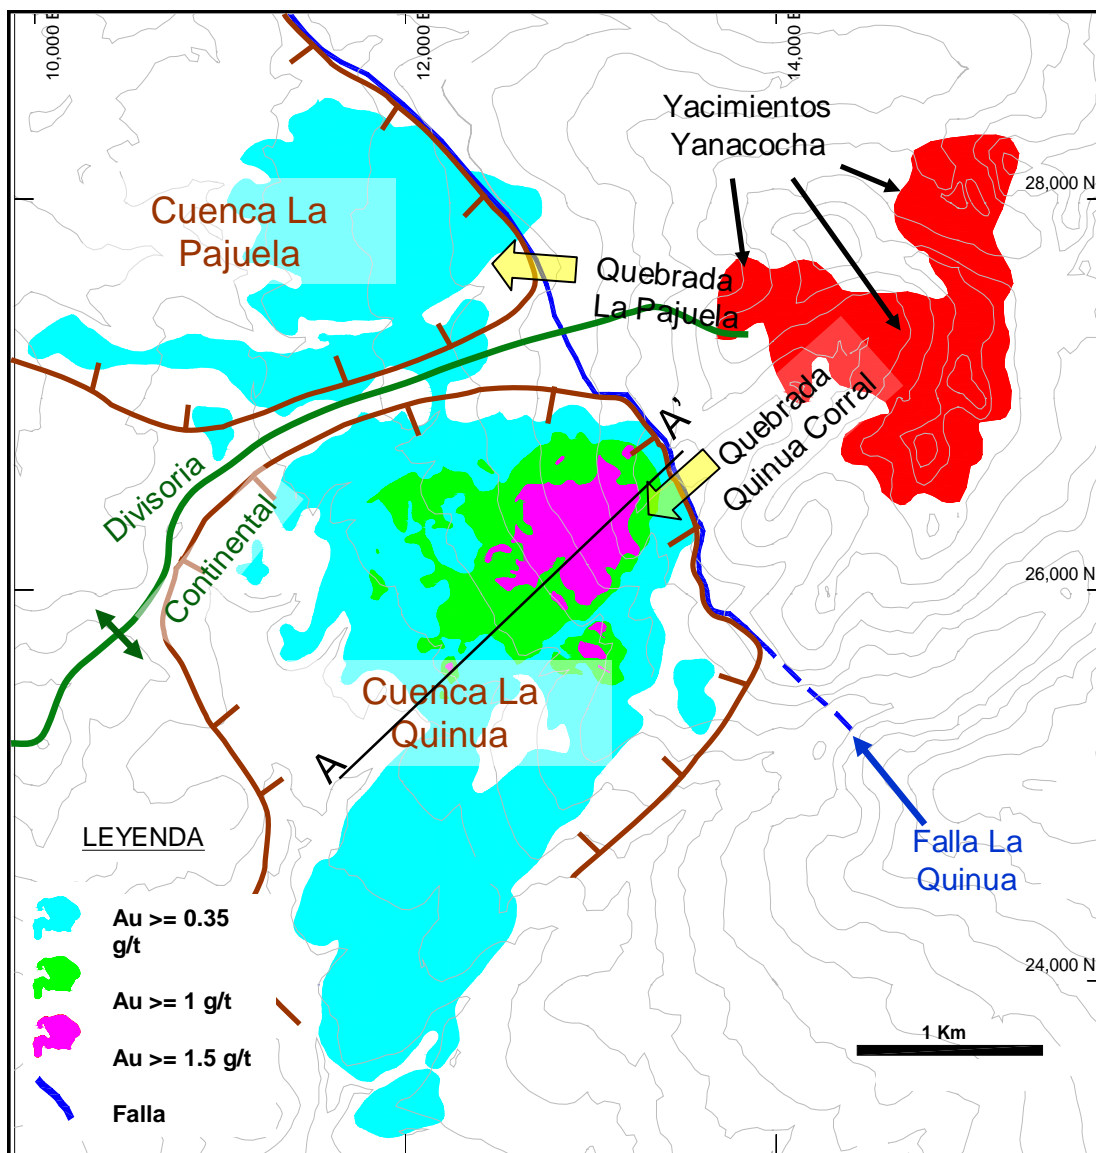 10,000 E
12,000 E
14,000 E
Yacimientos
Yanacocha
28,000 N
Cuenca La
Pajuela
Quebrada
La Pajuela
Quebrada
Quinua Corral
A'
Divisoria
Continental
26,000 N
Cuenca La
Quinua
A
LEYENDA
Falla La
Quinua
Au >= 0.35
g/t
Au >= 1 g/t
Au >= 1.5 g/t
Falla
24,000 N
1 Km